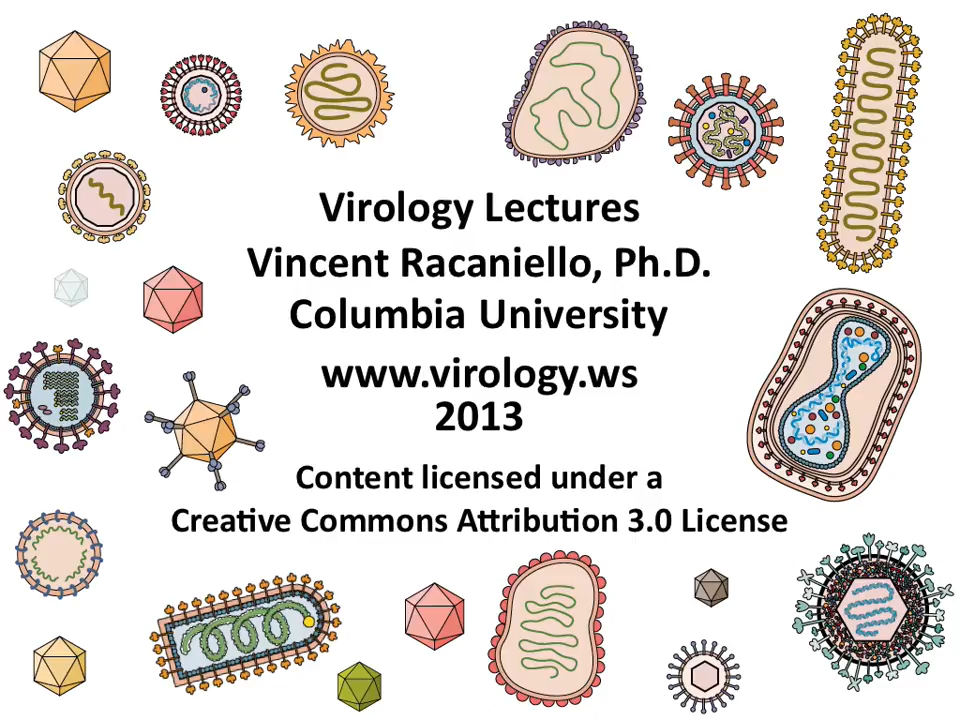 Virology Lectures
Vincent Racaniello, Ph.D.
Columbia University
www.virology.ws
2013
Content licensed under a
Creative Commons Attribution 3.0 License